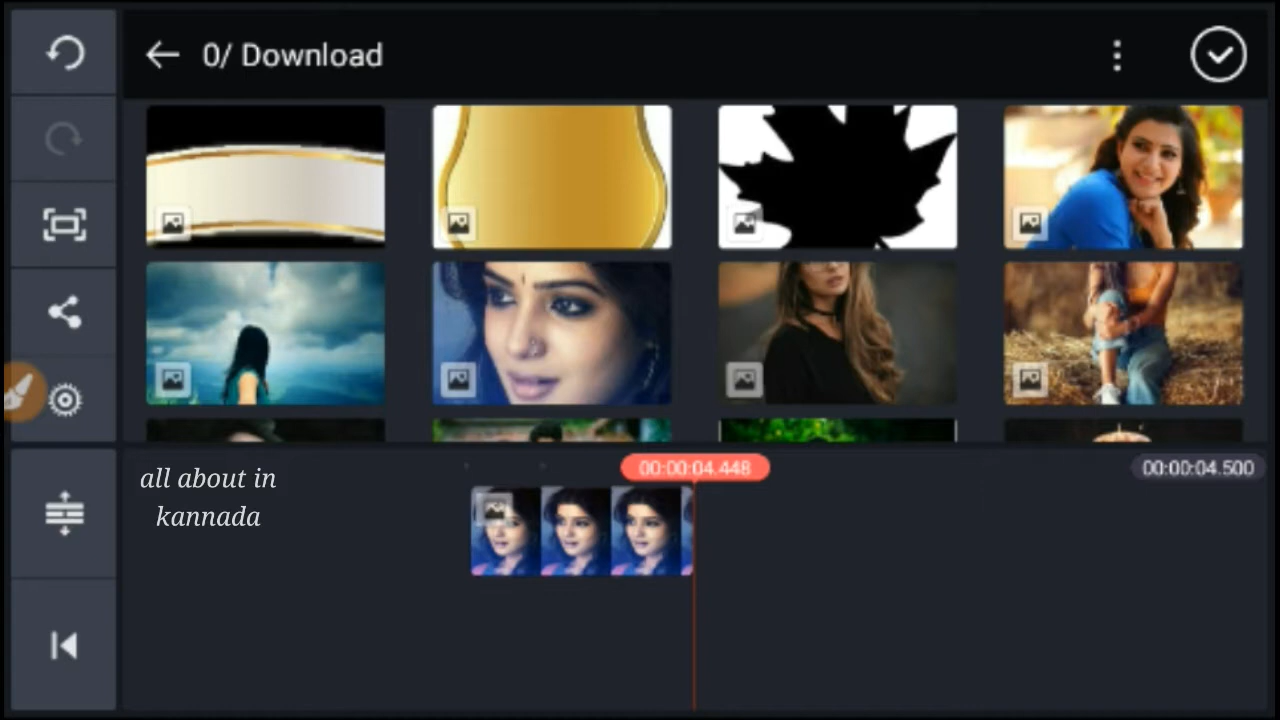 0/ Download
00:00:04.448
00:00:04.500
all about in
kannada